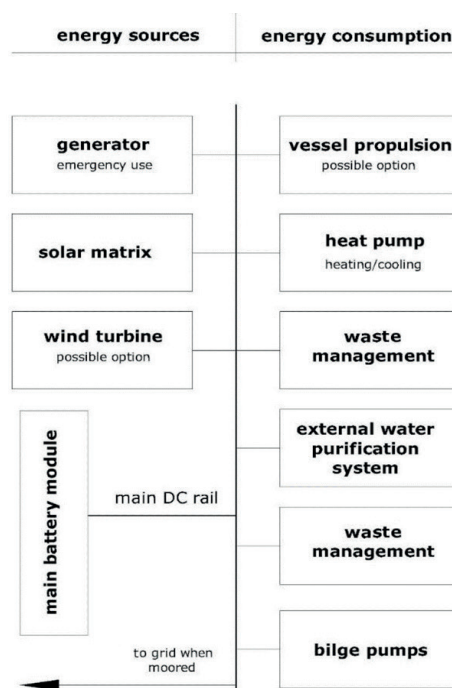 energy sources
energy consumption
generator
emergency use
vessel propulsion
possible option
solar matrix
heat pump
heating/cooling
wind turbine
possible option
waste
management
external water
purification
system
main battery module
main DC rail
waste
management
to grid when
moored
bilge pumps